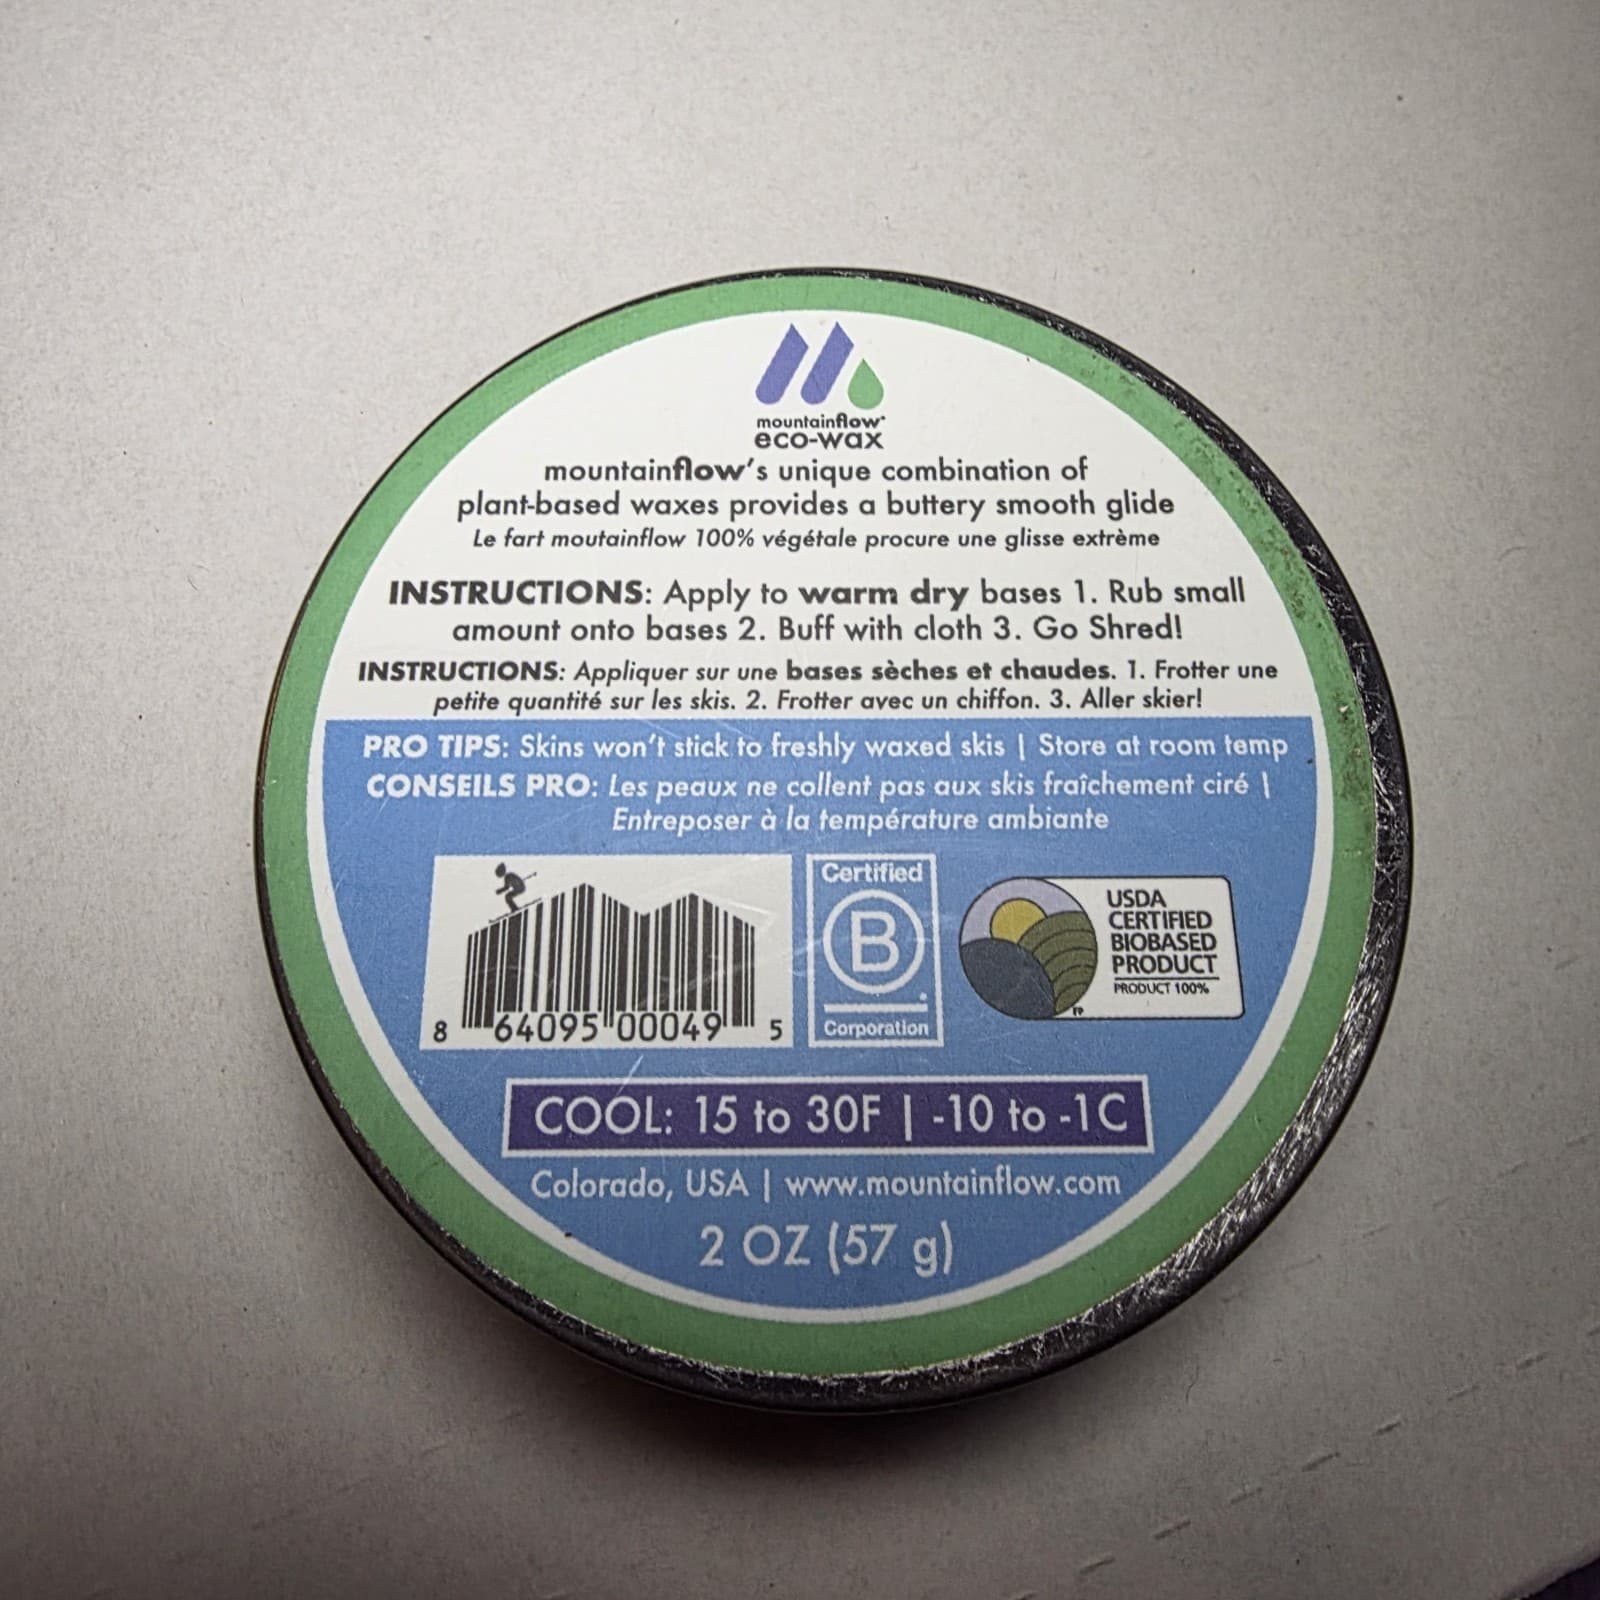 mountainflow
eco-wax
mountainflow's unique combination of
plant-based waxes provides a buttery smooth glide
Le fart moutainflow 100% végétale procure une glisse extrème
INSTRUCTIONS: Apply to warm dry bases 1. Rub small
amount onto bases 2. Buff with cloth 3. Go Shred!
INSTRUCTIONS: Appliquer sur une bases sèches et chaudes. 1. Frotter une
petite quantité sur les skis. 2. Frotter avec un chiffon. 3. Aller skier!
PRO TIPS: Skins won't stick to freshly waxed skis | Store at room temp
CONSEILS PRO: Les peaux ne collent pas aux skis fraîchement ciré |
Entreposer à la température ambiante
8 64095 00049 5
Certified
B
Corporation
USDA
CERTIFIED
BIOBASED
PRODUCT
PRODUCT 100%
FP
COOL: 15 to 30F | -10 to -1C
Colorado, USA | www.mountainflow.com
2 OZ (57 g)